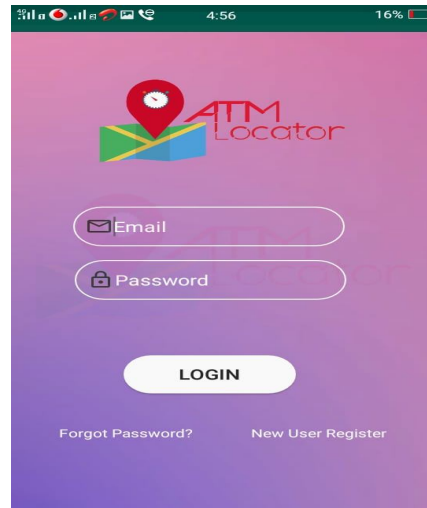 4:56 16%
ATM
Locator
Email
Password
LOGIN
Forgot Password? New User Register